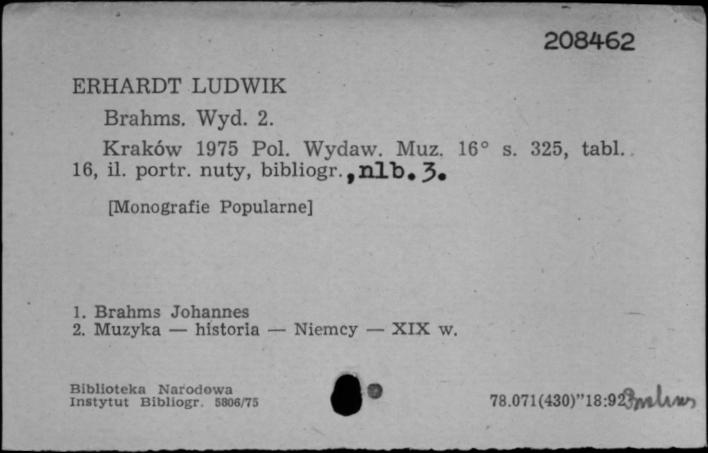 208462
ERHARDT LUDWIK
Brahms. Wyd. 2.
Kraków 1975 Pol. Wydaw. Muz. 16° s. 325, tabl.
16, il. portr. nuty, bibliogr., nlb. 3.
[Monografie Popularne]
1. Brahms Johannes
2. Muzyka — historia — Niemcy — XIX w.
Biblioteka Narodowa
Instytut Bibliogr. 5806/75
78.071(430)"18:92 Brahms